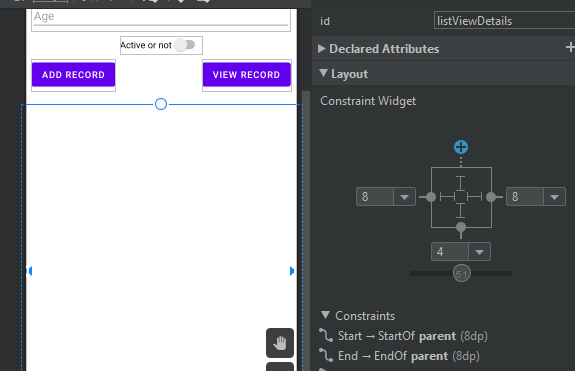 Age
Active or not
ADD RECORD
VIEW RECORD
id
listViewDetails
Declared Attributes
Layout
Constraint Widget
8
8
4
51
Constraints
Start → StartOf parent (8dp)
End → EndOf parent (8dp)